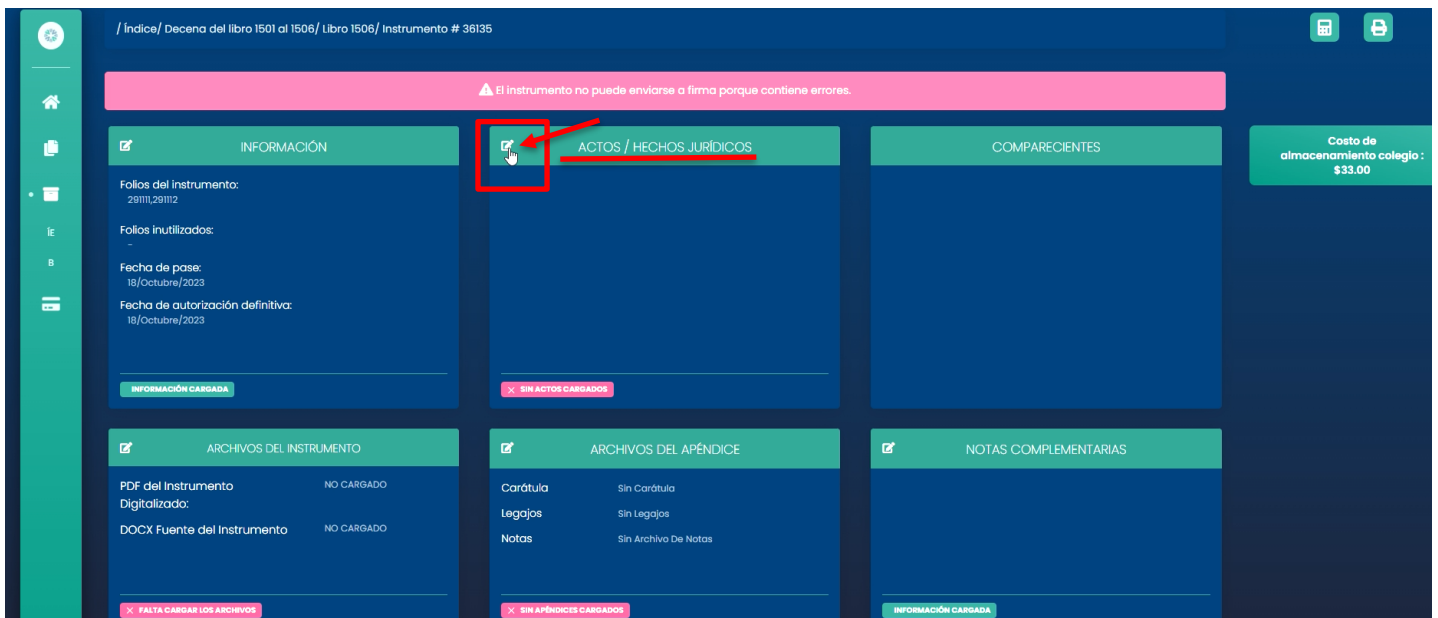 / Índice/ Decena del libro 1501 al 1506/ Libro 1506/ Instrumento # 36135
El instrumento no puede enviarse a firma porque contiene errores.
INFORMACIÓN
Folios del instrumento:
291111,291112
Folios inutilizados:
-
Fecha de pase:
18/Octubre/2023
Fecha de autorización definitiva:
18/Octubre/2023
INFORMACIÓN CARGADA
ACTOS / HECHOS JURÍDICOS
× SIN ACTOS CARGADOS
COMPARECIENTES
Costo de
almacenamiento colegio :
$33.00
ÍE
B
ARCHIVOS DEL INSTRUMENTO
PDF del Instrumento NO CARGADO
Digitalizado:
DOCX Fuente del Instrumento NO CARGADO
× FALTA CARGAR LOS ARCHIVOS
ARCHIVOS DEL APÉNDICE
Carátula Sin Carátula
Legajos Sin Legajos
Notas Sin Archivo De Notas
× SIN APÉNDICES CARGADOS
NOTAS COMPLEMENTARIAS
INFORMACIÓN CARGADA